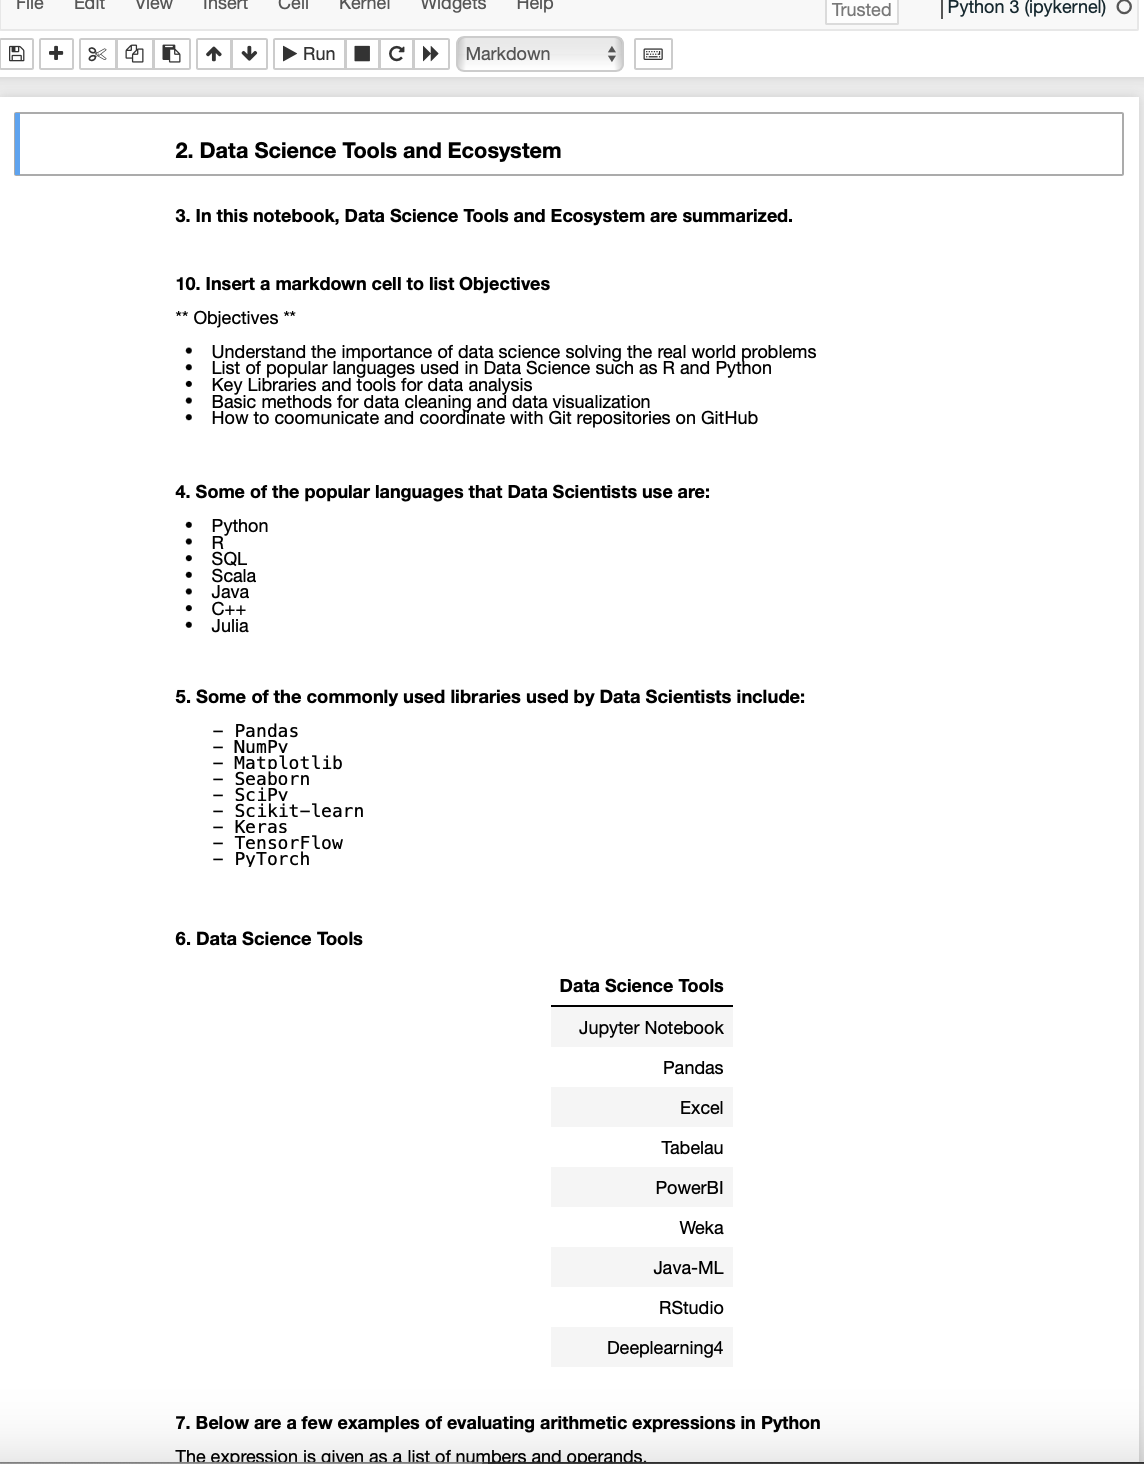 File Edit View Insert Cell Kernel Widgets Help Trusted Python 3 (ipykernel)
Run Markdown
2. Data Science Tools and Ecosystem
3. In this notebook, Data Science Tools and Ecosystem are summarized.
10. Insert a markdown cell to list Objectives
** Objectives **
• Understand the importance of data science solving the real world problems
• List of popular languages used in Data Science such as R and Python
• Key Libraries and tools for data analysis
• Basic methods for data cleaning and data visualization
• How to coomunicate and coordinate with Git repositories on GitHub
4. Some of the popular languages that Data Scientists use are:
• Python
• R
• SQL
• Scala
• Java
• C++
• Julia
5. Some of the commonly used libraries used by Data Scientists include:
– Pandas
– NumPy
– Matplotlib
– Seaborn
– SciPy
– Scikit-learn
– Keras
– TensorFlow
– PyTorch
6. Data Science Tools
Data Science Tools
Jupyter Notebook
Pandas
Excel
Tabelau
PowerBI
Weka
Java-ML
RStudio
Deeplearning4
7. Below are a few examples of evaluating arithmetic expressions in Python
The expression is given as a list of numbers and operands.